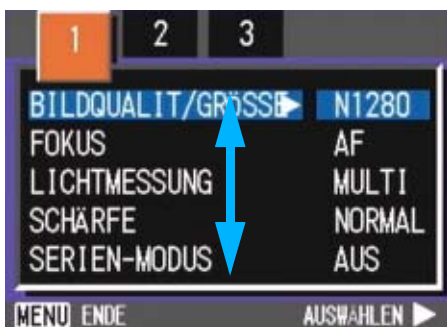 1 2 3
BILDQUALIT/GRÖSSE N1280
FOKUS AF
LICHTMESSUNG MULTI
SCHÄRFE NORMAL
SERIEN-MODUS AUS
MENU ENDE AUSWÄHLEN